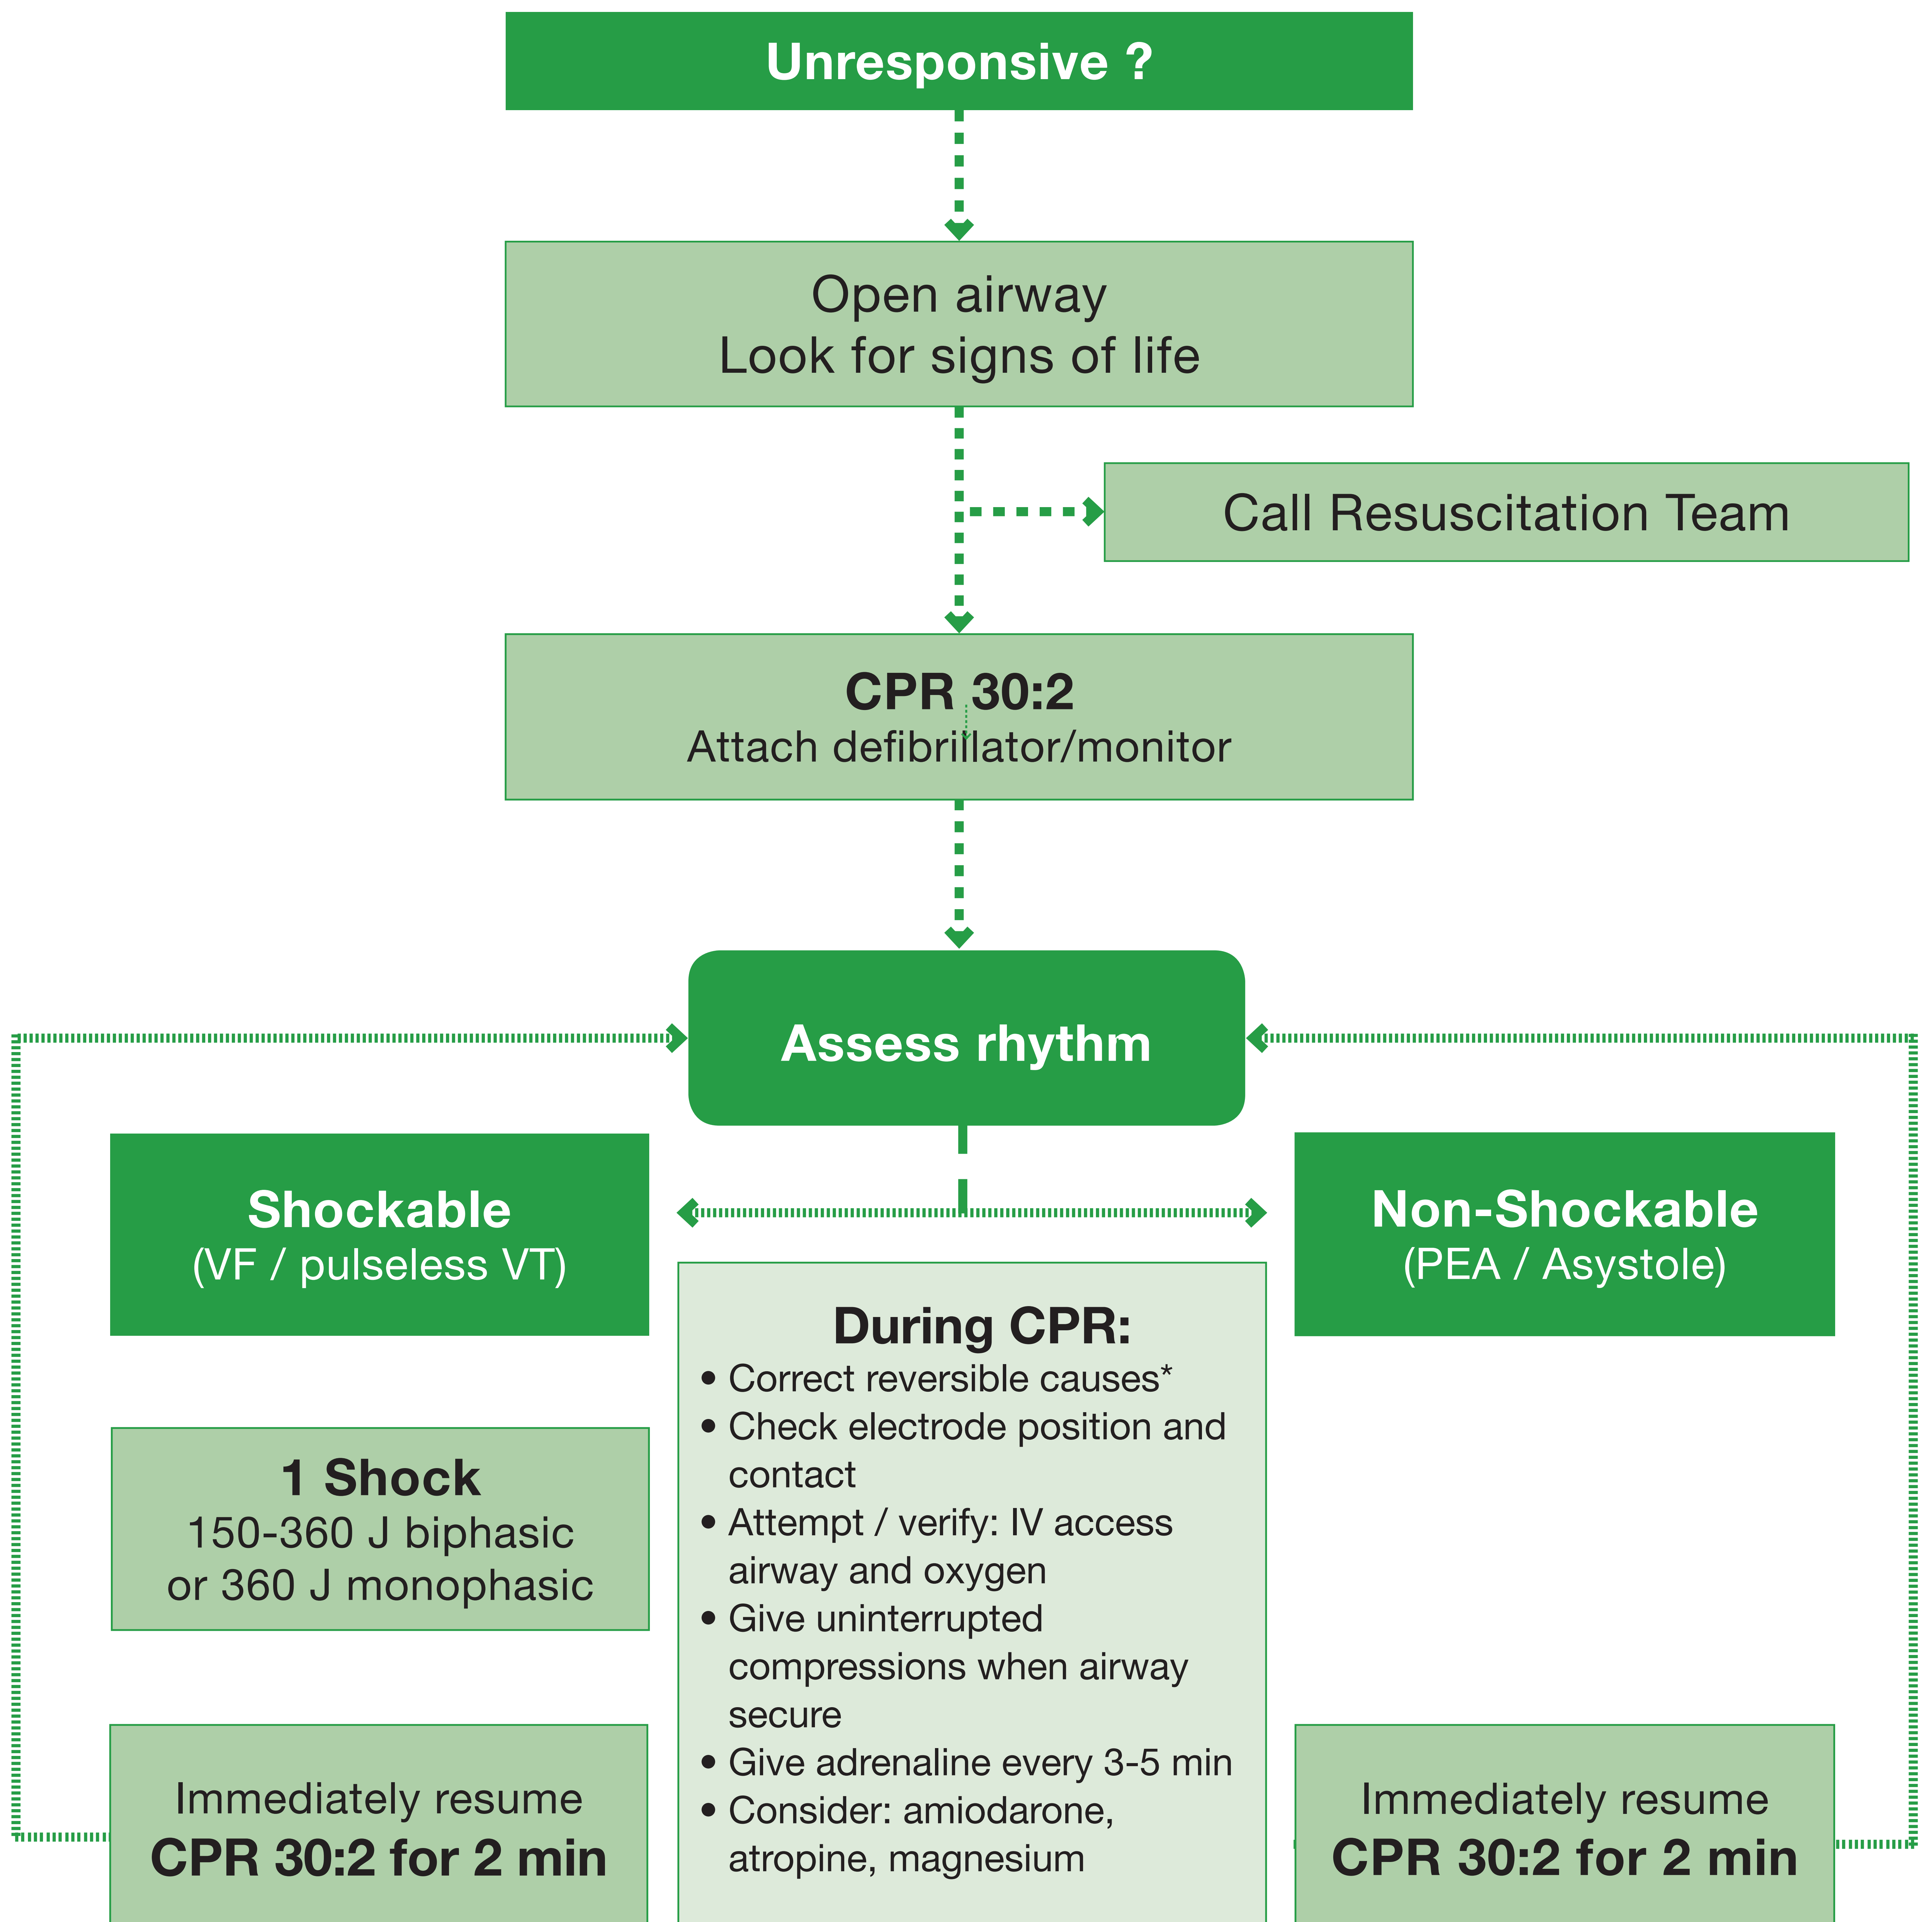 Unresponsive ?
Open airway
Look for signs of life
Call Resuscitation Team
CPR 30:2
Attach defibrillator/monitor
Assess rhythm
Shockable
(VF / pulseless VT)
Non-Shockable
(PEA / Asystole)
1 Shock
150-360 J biphasic
or 360 J monophasic
Immediately resume
CPR 30:2 for 2 min
During CPR:
• Correct reversible causes*
• Check electrode position and
contact
• Attempt / verify: IV access
airway and oxygen
• Give uninterrupted
compressions when airway
secure
• Give adrenaline every 3-5 min
• Consider: amiodarone,
atropine, magnesium
Immediately resume
CPR 30:2 for 2 min